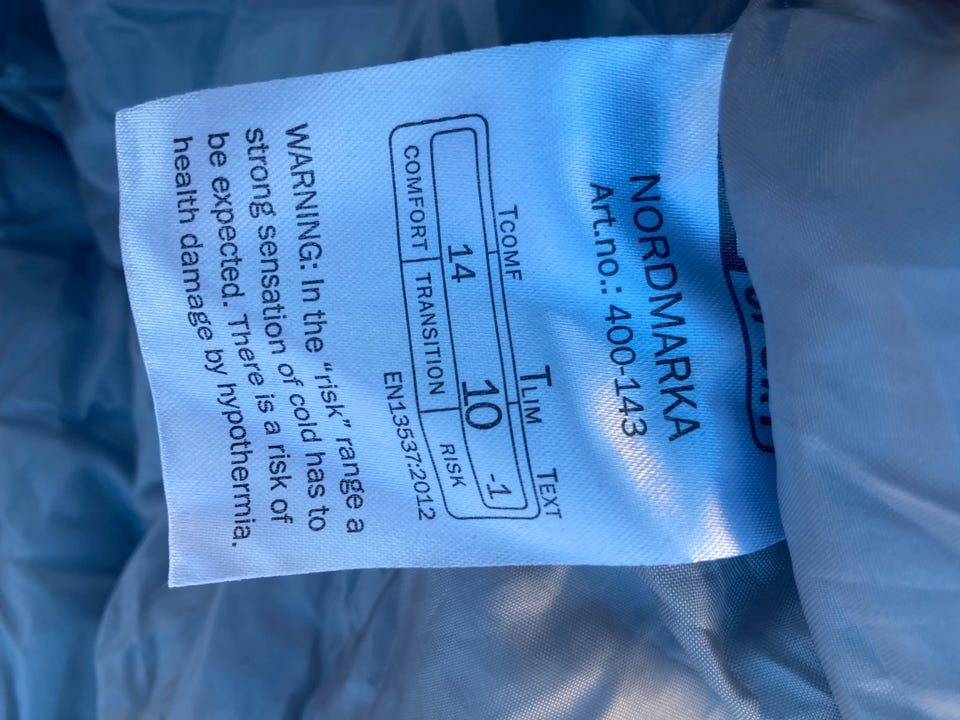 NORDMARKA
Art.no.: 400-143
TCOMF TLIM TEXT
14 10 -1
COMFORT TRANSITION RISK
EN13537:2012
WARNING: In the “risk” range a
strong sensation of cold has to
be expected. There is a risk of
health damage by hypothermia.